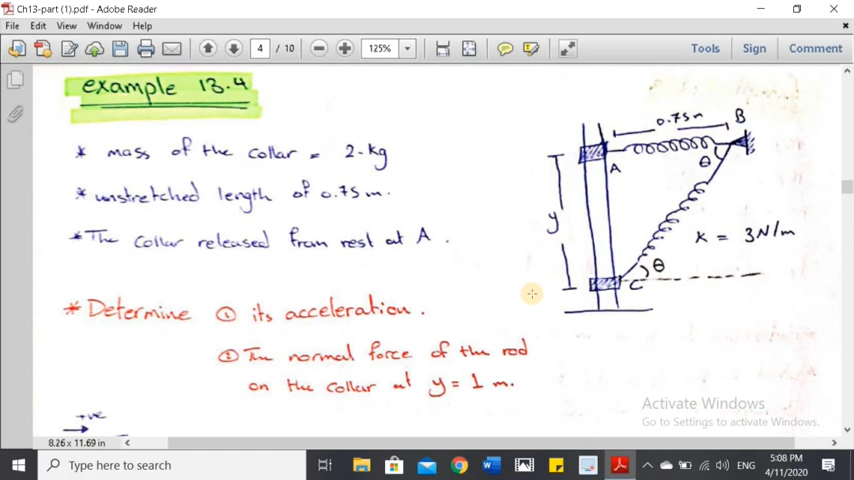 Ch13-part (1).pdf - Adobe Reader
File Edit View Window Help
4 / 10 125% Tools Sign Comment
example 13.4
* mass of the collar = 2-kg
* unstretched length of 0.75 m.
* The collar released from rest at A.
0.75m
B
A
θ
y
K = 3N/m
θ
C
* Determine ① its acceleration.
② The normal force of the rod
on the collar at y = 1 m.
+ve
Activate Windows
Go to Settings to activate Windows.
8.26 x 11.69 in
Type here to search
ENG
5:08 PM
4/11/2020